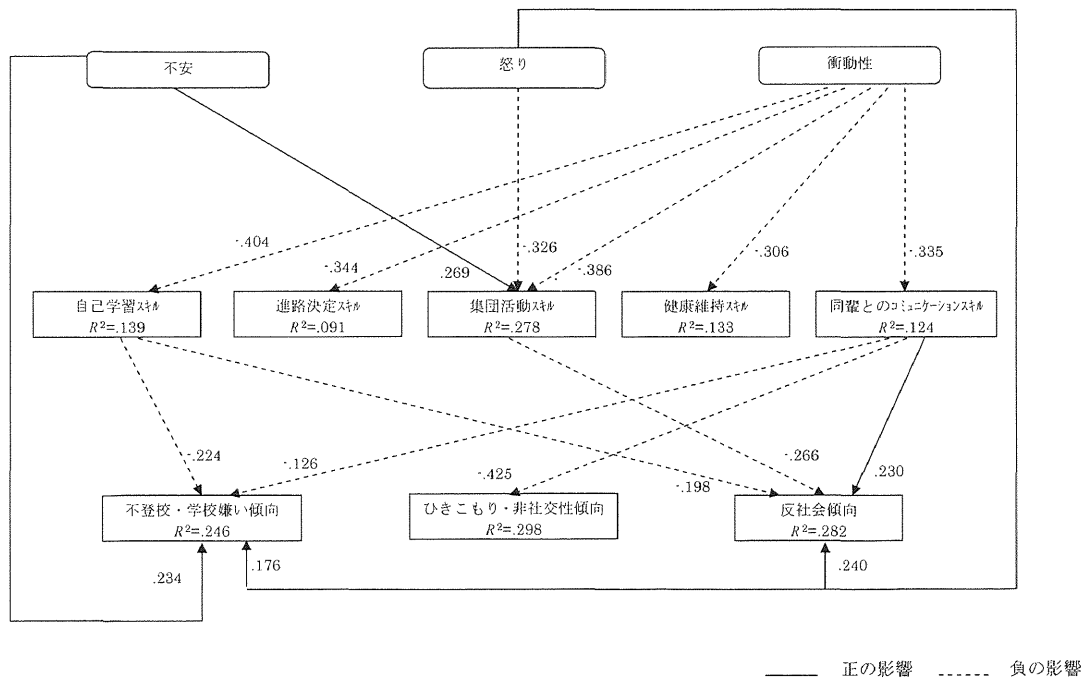 不安
怒り
衝動性
-.404
-.344
.269
-.326
-.386
-.306
-.335
自己学習スキル
R²=.139
進路決定スキル
R²=.091
集団活動スキル
R²=.278
健康維持スキル
R²=.133
同輩とのコミュニケーションスキル
R²=.124
-.224
-.126
-.425
-.198
-.266
.230
不登校・学校嫌い傾向
R²=.246
ひきこもり・非社交性傾向
R²=.298
反社会傾向
R²=.282
.234
.176
.240
正の影響
負の影響